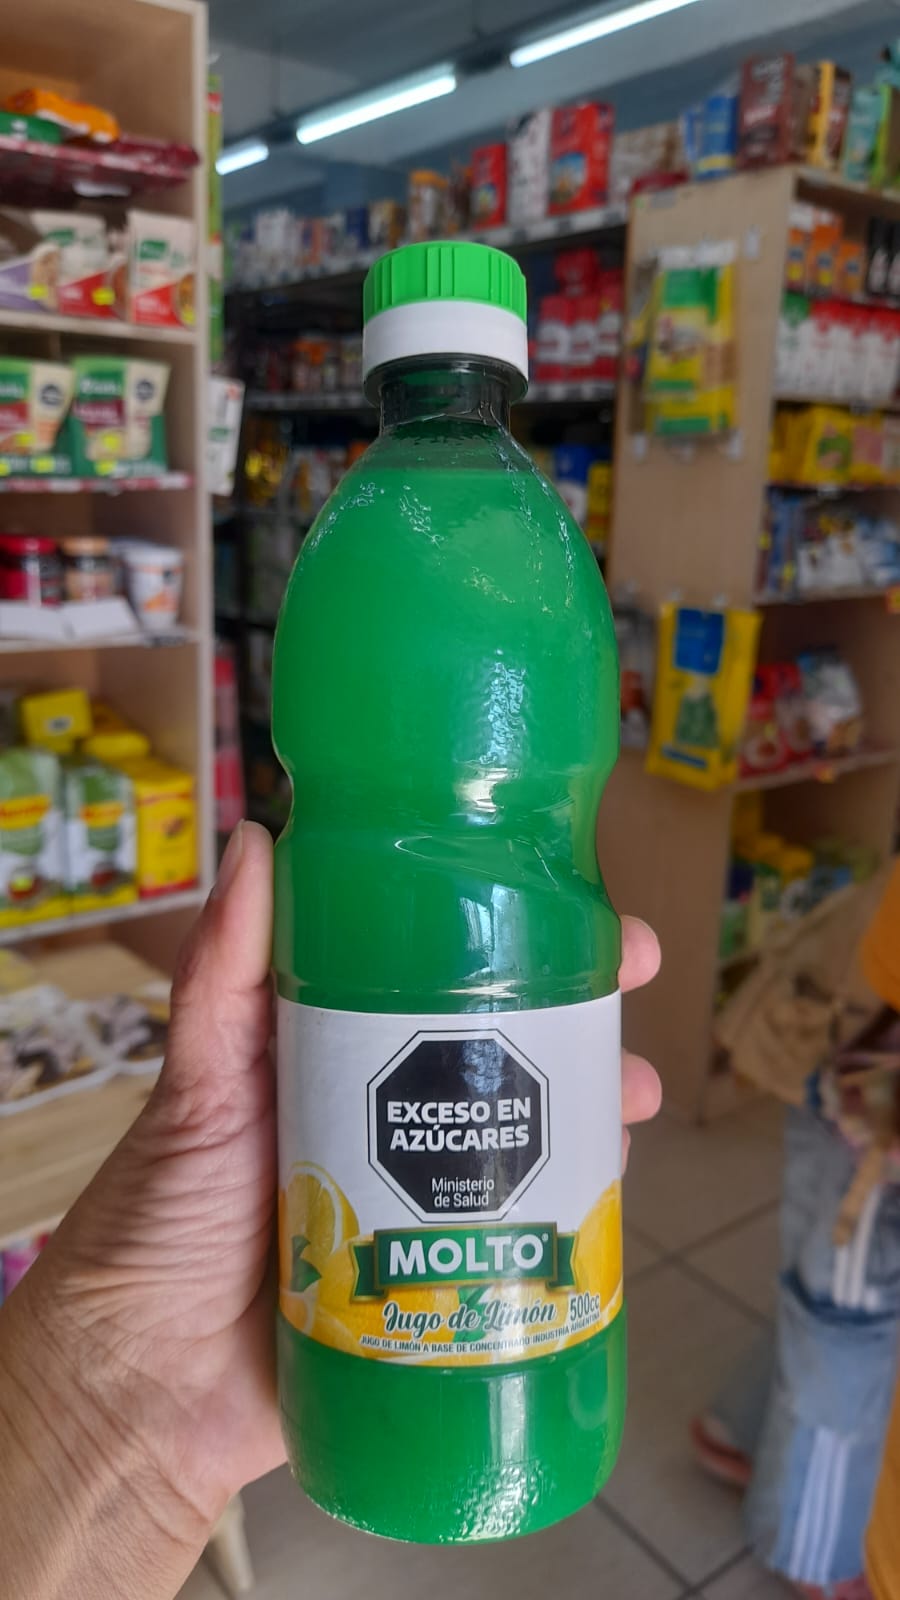 EXCESO EN
AZÚCARES
Ministerio
de Salud
MOLTO®
Jugo de Limón 500cc
JUGO DE LIMÓN A BASE DE CONCENTRADO INDUSTRIA ARGENTINA